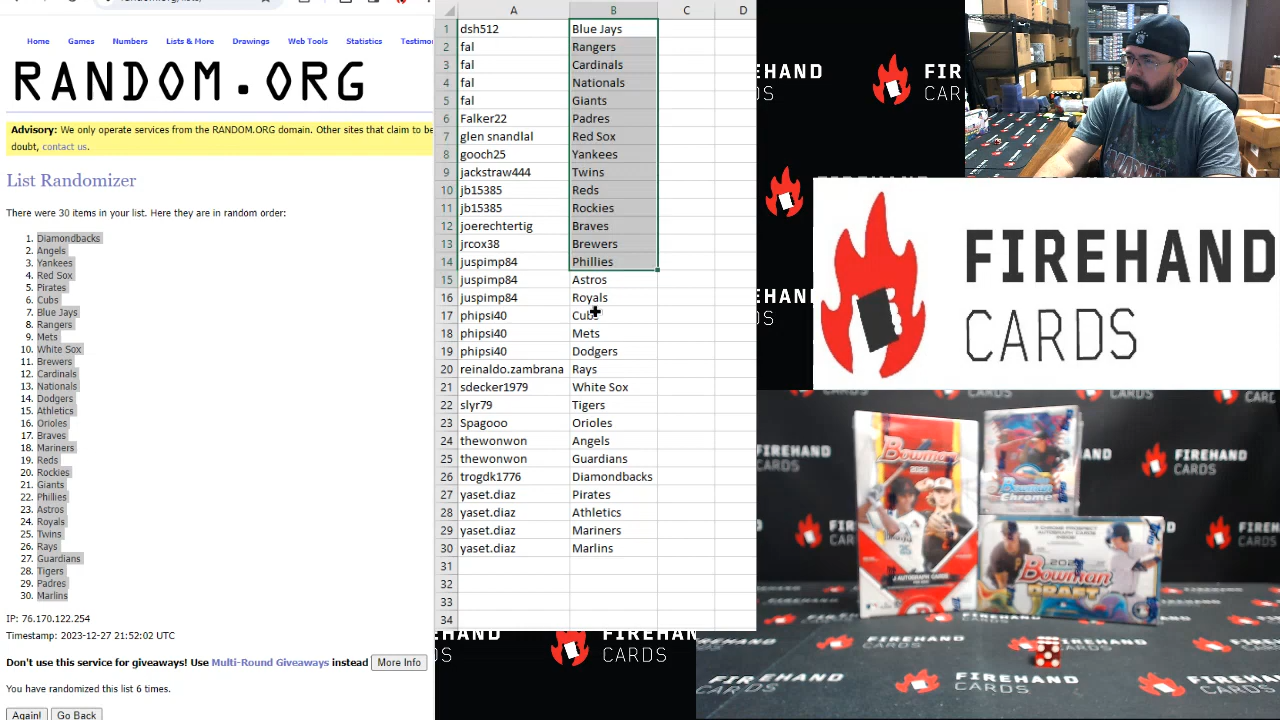 Home Games Numbers Lists & More Drawings Web Tools Statistics Testimo
RANDOM.ORG
Advisory: We only operate services from the RANDOM.ORG domain. Other sites that claim to be
doubt, contact us.
List Randomizer
There were 30 items in your list. Here they are in random order:
1. Diamondbacks
2. Angels
3. Yankees
4. Red Sox
5. Pirates
6. Cubs
7. Blue Jays
8. Rangers
9. Mets
10. White Sox
11. Brewers
12. Cardinals
13. Nationals
14. Dodgers
15. Athletics
16. Orioles
17. Braves
18. Mariners
19. Reds
20. Rockies
21. Giants
22. Phillies
23. Astros
24. Royals
25. Twins
26. Rays
27. Guardians
28. Tigers
29. Padres
30. Marlins
IP: 76.170.122.254
Timestamp: 2023-12-27 21:52:02 UTC
Don't use this service for giveaways! Use Multi-Round Giveaways instead More Info
You have randomized this list 6 times.
Again! Go Back
A B C D
1 dsh512 Blue Jays
2 fal Rangers
3 fal Cardinals
4 fal Nationals
5 fal Giants
6 Falker22 Padres
7 glen snandlal Red Sox
8 gooch25 Yankees
9 jackstraw444 Twins
10 jb15385 Reds
11 jb15385 Rockies
12 joerechtertig Braves
13 jrcox38 Brewers
14 juspimp84 Phillies
15 juspimp84 Astros
16 juspimp84 Royals
17 phipsi40 Cubs
18 phipsi40 Mets
19 phipsi40 Dodgers
20 reinaldo.zambrana Rays
21 sdecker1979 White Sox
22 slyr79 Tigers
23 Spagooo Orioles
24 thewonwon Angels
25 thewonwon Guardians
26 trogdk1776 Diamondbacks
27 yaset.diaz Pirates
28 yaset.diaz Athletics
29 yaset.diaz Mariners
30 yaset.diaz Marlins
31
32
33
34
FIREHAND
CARDS
Bowman
2023
Bowman
Chrome
Bowman
DRAFT
FIREHAND
CARDS